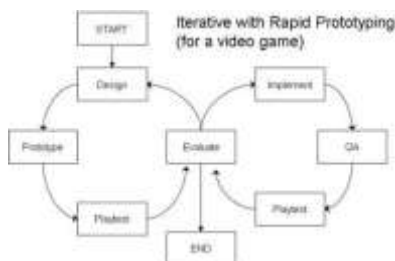 START
Iterative with Rapid Prototyping
(for a video game)
Design
Implement
Prototype
Evaluate
QA
Playtest
Playtest
END